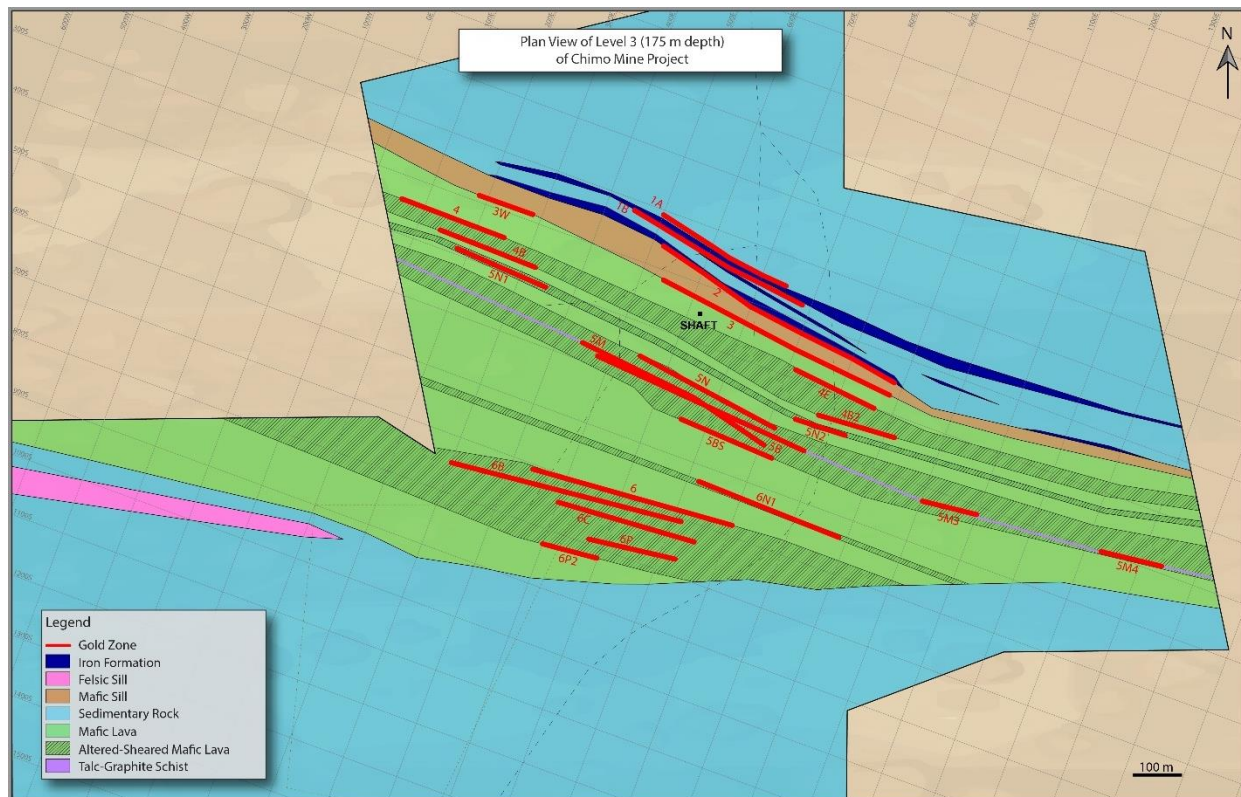 Plan View of Level 3 (175 m depth)
of Chimo Mine Project
N
1A
1B
3W
4
4B
5N1
2
3
SHAFT
5M
5N
4E
4B2
5N2
5B
5BS
6B
6
6N1
5M3
6C
6P
6P2
5M4
Legend
Gold Zone
Iron Formation
Felsic Sill
Mafic Sill
Sedimentary Rock
Mafic Lava
Altered-Sheared Mafic Lava
Talc-Graphite Schist
100 m